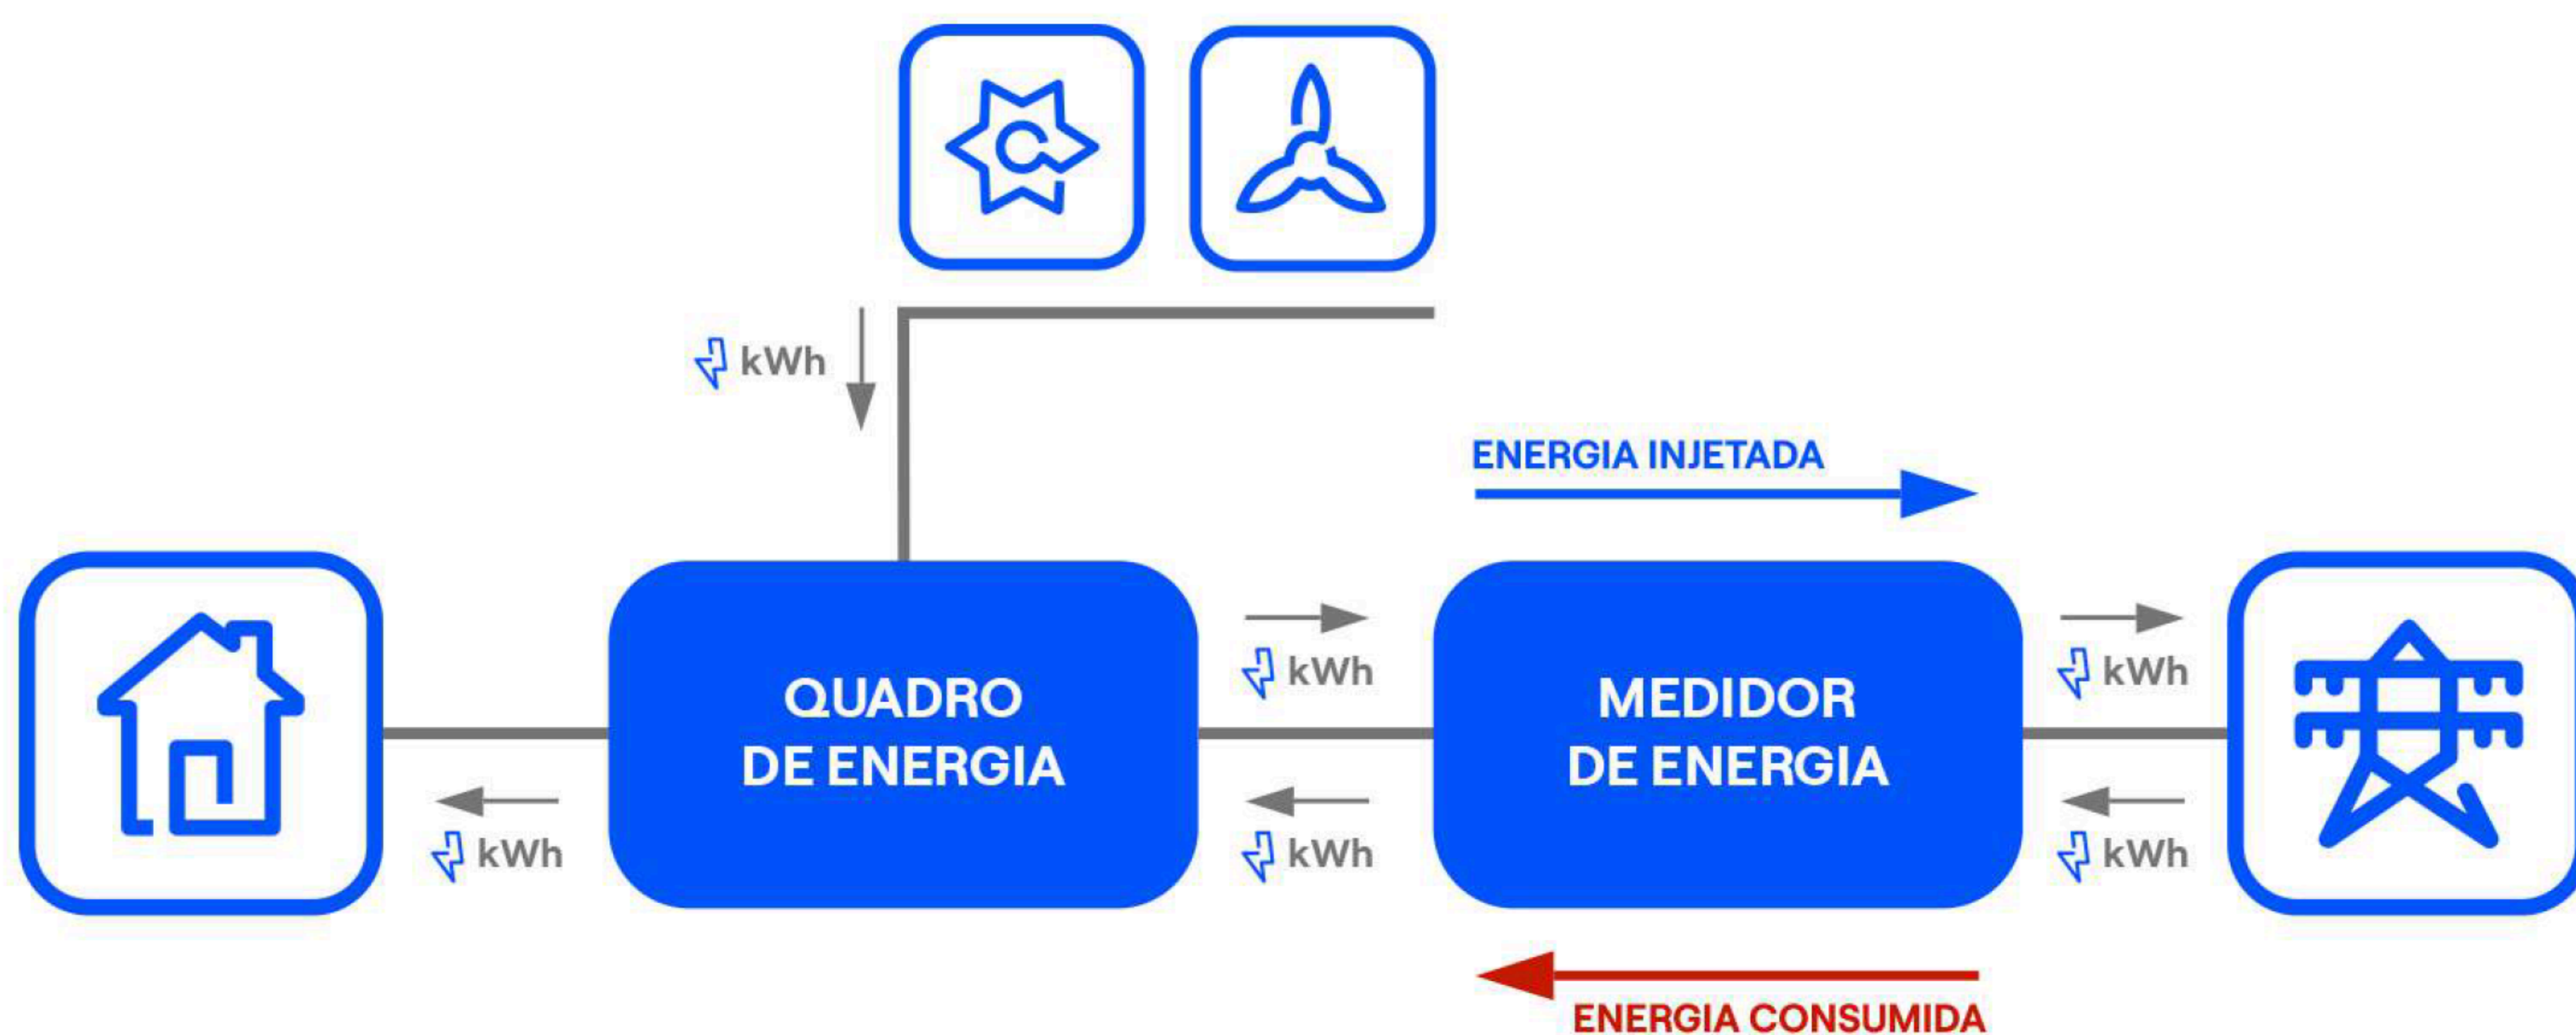 kWh
ENERGIA INJETADA
kWh
kWh
QUADRO
DE ENERGIA
MEDIDOR
DE ENERGIA
kWh
kWh
kWh
ENERGIA CONSUMIDA